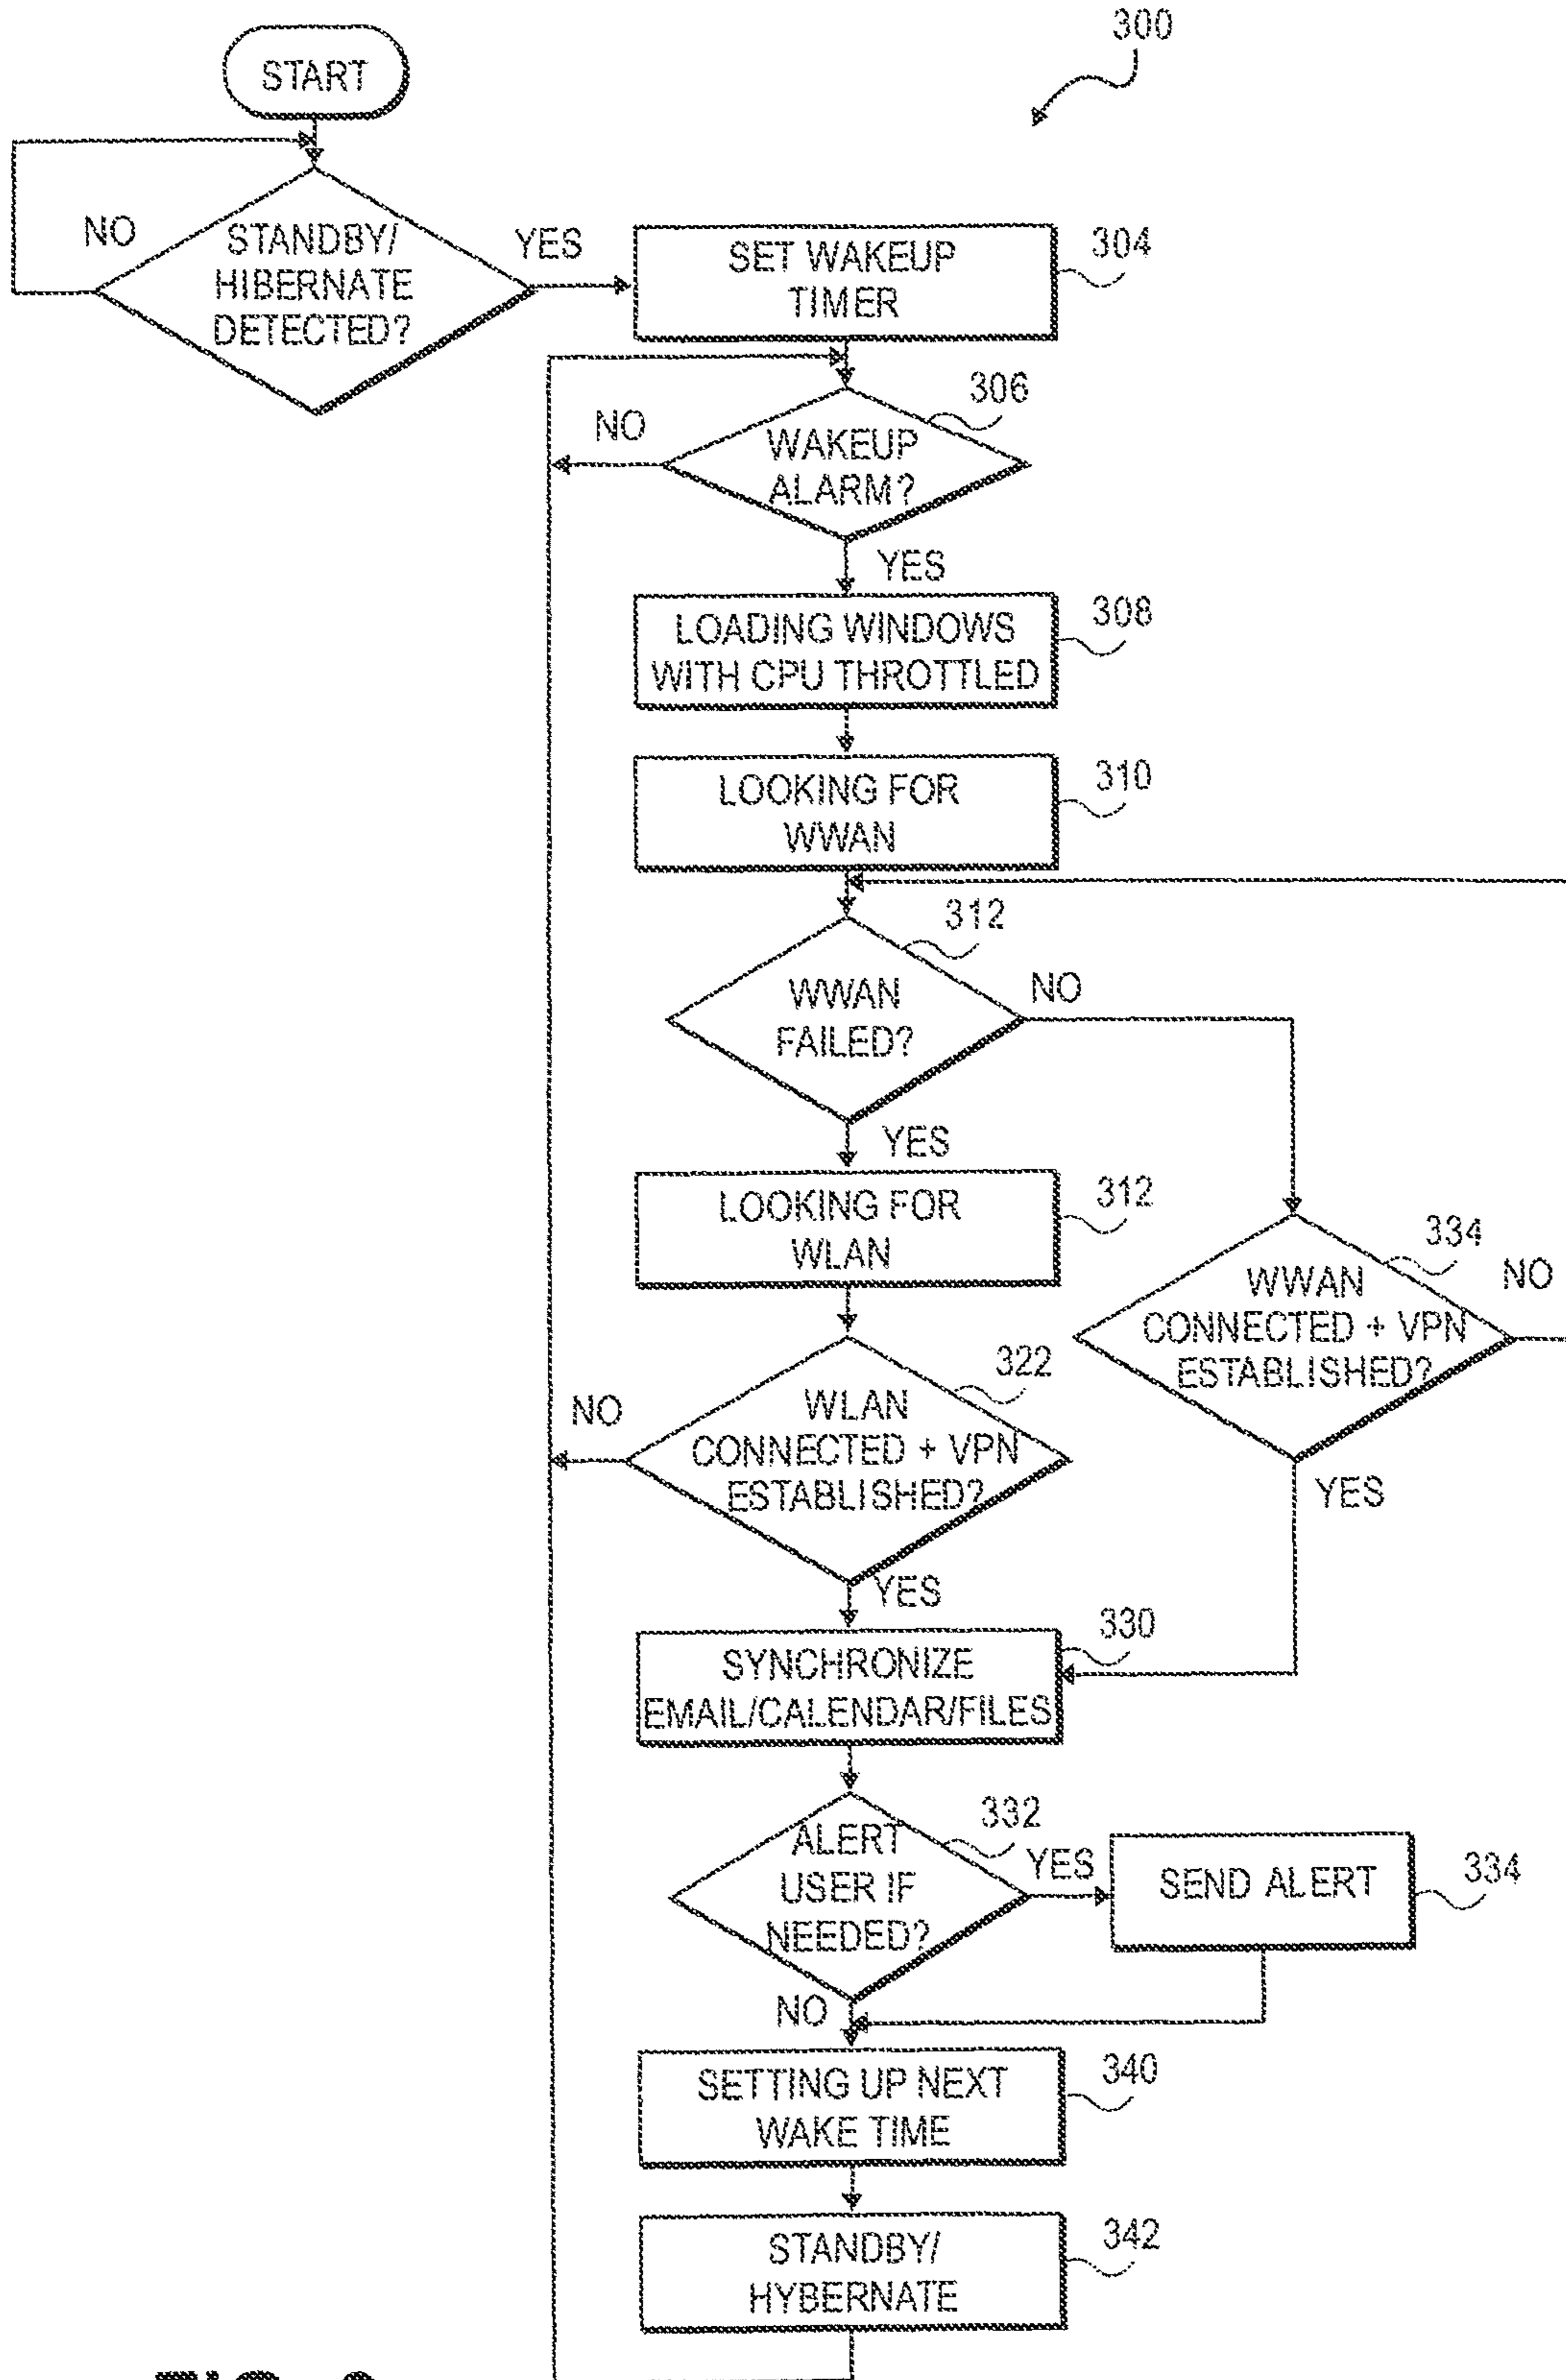 300
START
NO
STANDBY/
HIBERNATE
DETECTED?
YES
SET WAKEUP
TIMER
304
306
NO
WAKEUP
ALARM?
YES
LOADING WINDOWS
WITH CPU THROTTLED
308
LOOKING FOR
WWAN
310
312
WWAN
FAILED?
NO
YES
LOOKING FOR
WLAN
312
334
WWAN
CONNECTED + VPN
ESTABLISHED?
NO
YES
322
NO
WLAN
CONNECTED + VPN
ESTABLISHED?
YES
SYNCHRONIZE
EMAIL/CALENDAR/FILES
330
332
ALERT
USER IF
NEEDED?
YES
SEND ALERT
334
NO
SETTING UP NEXT
WAKE TIME
340
STANDBY/
HYBERNATE
342